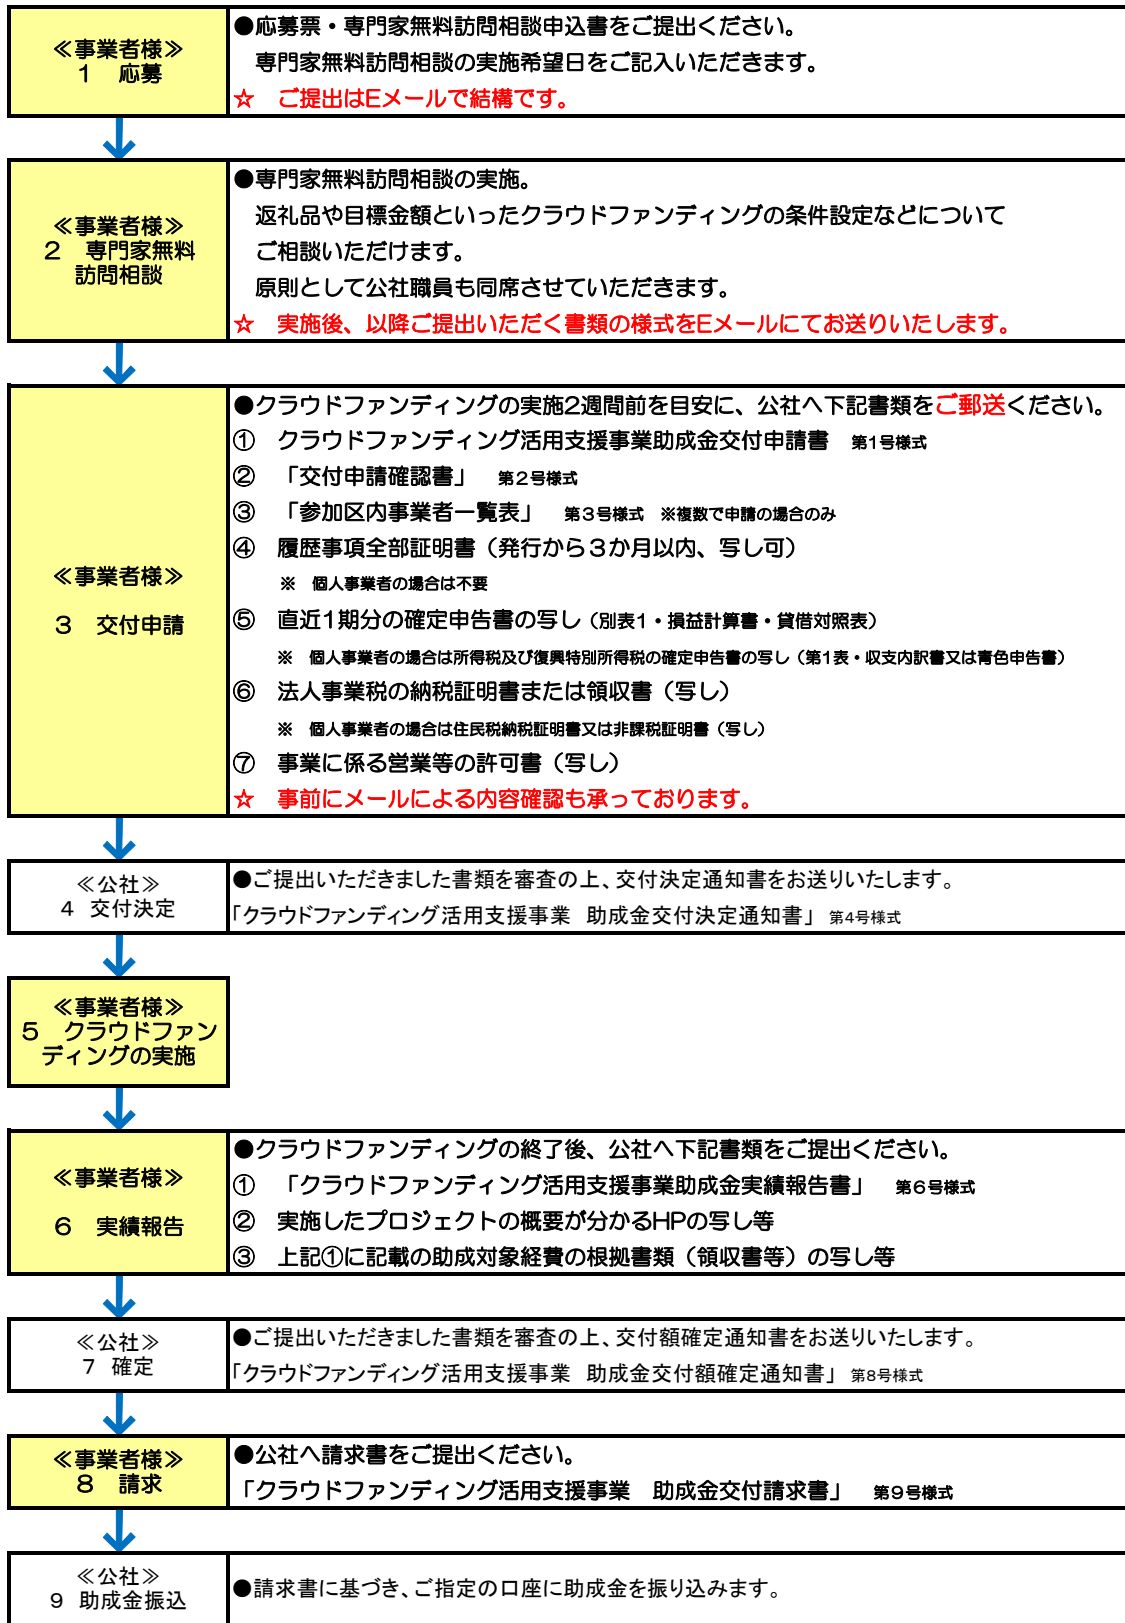 ≪事業者様≫
1　応募
●応募票・専門家無料訪問相談申込書をご提出ください。
専門家無料訪問相談の実施希望日をご記入いただきます。
☆　ご提出はEメールで結構です。
≪事業者様≫
2　専門家無料
訪問相談
●専門家無料訪問相談の実施。
返礼品や目標金額といったクラウドファンディングの条件設定などについて
ご相談いただけます。
原則として公社職員も同席させていただきます。
☆　実施後、以降ご提出いただく書類の様式をEメールにてお送りいたします。
≪事業者様≫
3　交付申請
●クラウドファンディングの実施2週間前を目安に、公社へ下記書類をご郵送ください。
①　クラウドファンディング活用支援事業助成金交付申請書　第1号様式
②　「交付申請確認書」　第2号様式
③　「参加区内事業者一覧表」　第3号様式　※複数で申請の場合のみ
④　履歴事項全部証明書（発行から3か月以内、写し可）
※　個人事業者の場合は不要
⑤　直近1期分の確定申告書の写し（別表1・損益計算書・貸借対照表）
※　個人事業者の場合は所得税及び復興特別所得税の確定申告書の写し（第1表・収支内訳書又は青色申告書）
⑥　法人事業税の納税証明書または領収書（写し）
※　個人事業者の場合は住民税納税証明書又は非課税証明書（写し）
⑦　事業に係る営業等の許可書（写し）
☆　事前にメールによる内容確認も承っております。
≪公社≫
4　交付決定
●ご提出いただきました書類を審査の上、交付決定通知書をお送りいたします。
「クラウドファンディング活用支援事業　助成金交付決定通知書」　第4号様式
≪事業者様≫
5　クラウドファン
ディングの実施
≪事業者様≫
6　実績報告
●クラウドファンディングの終了後、公社へ下記書類をご提出ください。
①　「クラウドファンディング活用支援事業助成金実績報告書」　第6号様式
②　実施したプロジェクトの概要が分かるHPの写し等
③　上記①に記載の助成対象経費の根拠書類（領収書等）の写し等
≪公社≫
7　確定
●ご提出いただきました書類を審査の上、交付額確定通知書をお送りいたします。
「クラウドファンディング活用支援事業　助成金交付額確定通知書」　第8号様式
≪事業者様≫
8　請求
●公社へ請求書をご提出ください。
「クラウドファンディング活用支援事業　助成金交付請求書」　第9号様式
≪公社≫
9　助成金振込
●請求書に基づき、ご指定の口座に助成金を振り込みます。